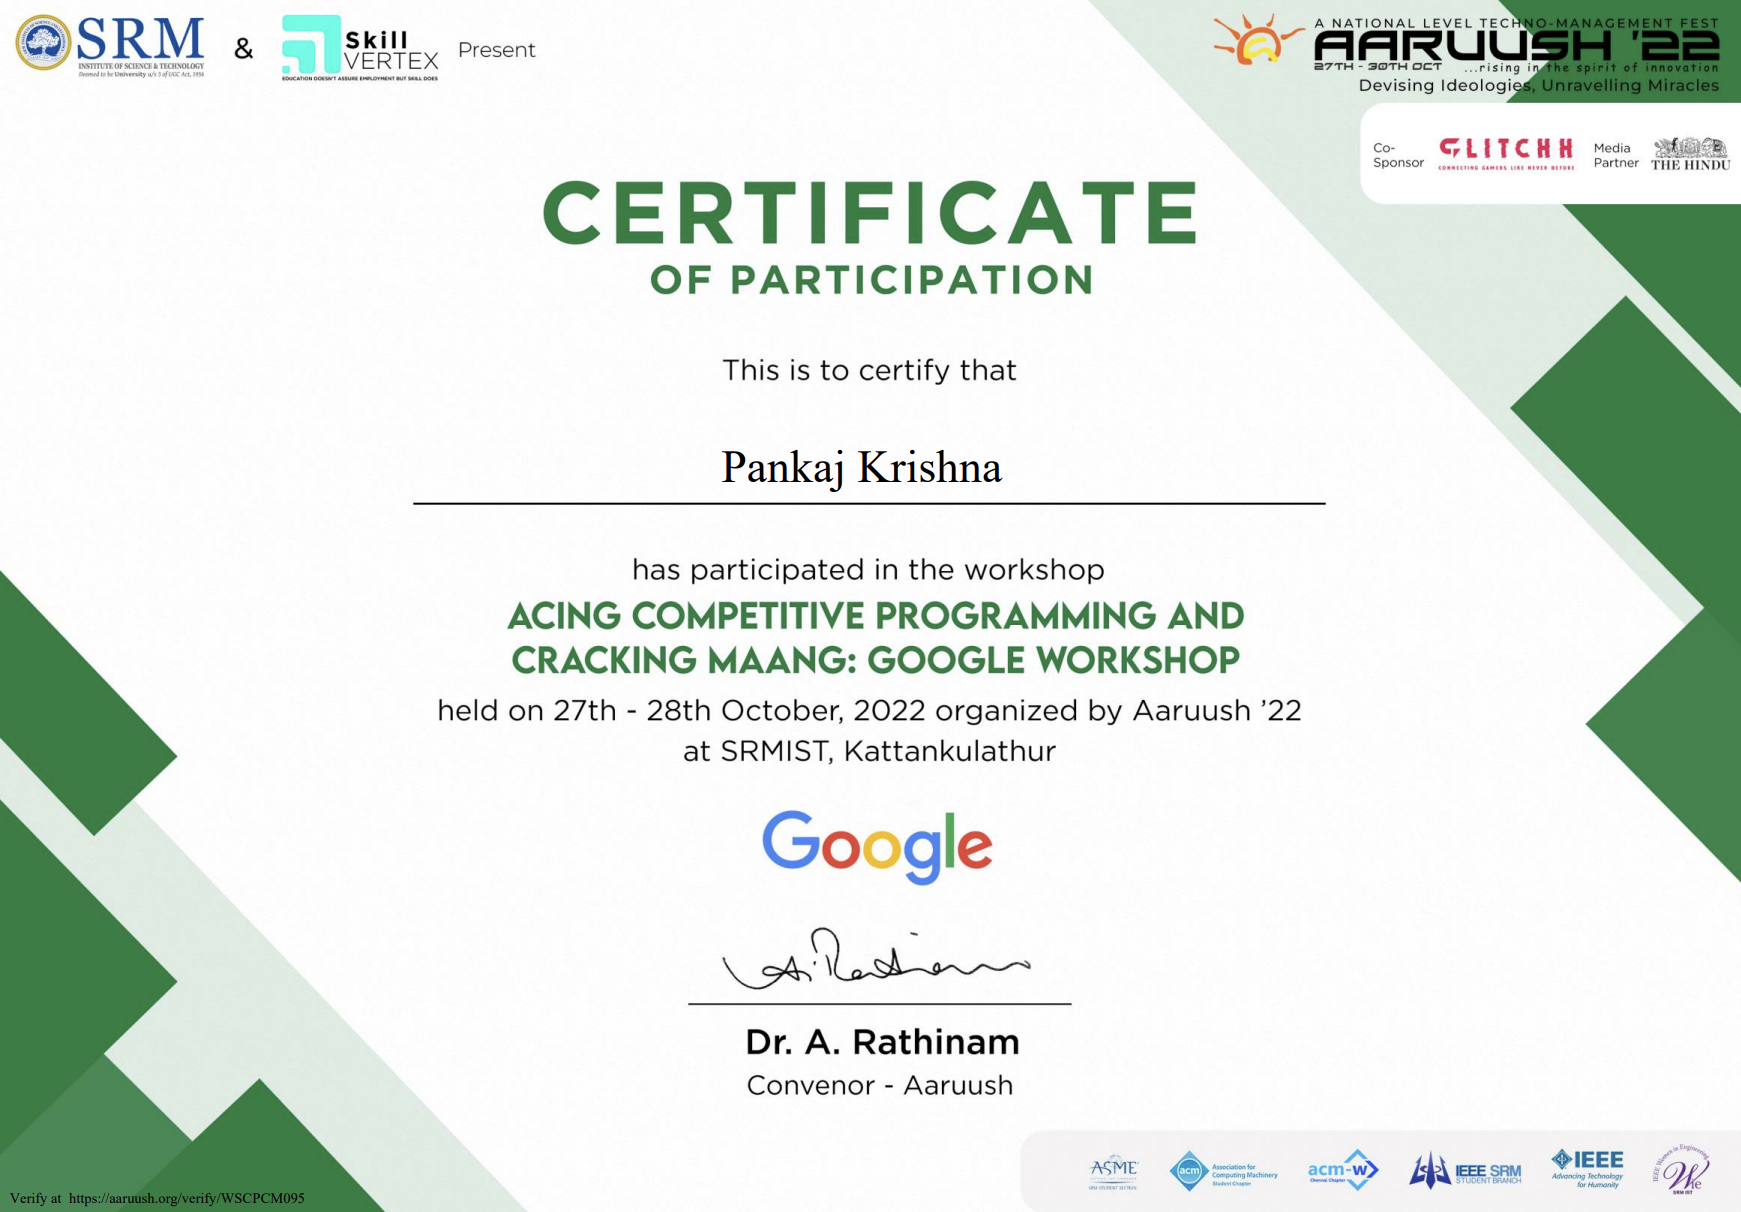 SRM
INSTITUTE OF SCIENCE & TECHNOLOGY
Deemed to be University u/s 3 of UGC Act, 1956
&
Skill
VERTEX
EDUCATION DOESN'T ASSURE EMPLOYMENT BUT SKILL DOES
Present
A NATIONAL LEVEL TECHNO-MANAGEMENT FEST
AARUUSH '22
27TH - 30TH OCT ...rising in the spirit of innovation
Devising Ideologies, Unravelling Miracles
Co-
Sponsor
GLITCHH
CONNECTING GAMERS LIKE NEVER BEFORE
Media
Partner
THE HINDU
CERTIFICATE
OF PARTICIPATION
This is to certify that
Pankaj Krishna
has participated in the workshop
ACING COMPETITIVE PROGRAMMING AND
CRACKING MAANG: GOOGLE WORKSHOP
held on 27th - 28th October, 2022 organized by Aaruush ’22
at SRMIST, Kattankulathur
Google
A. Rathinam
Dr. A. Rathinam
Convenor - Aaruush
ASME
SRM STUDENT SECTION
acm
Association for
Computing Machinery
Student Chapter
acm-w
Chennai Chapter
IEEE SRM
STUDENT BRANCH
IEEE
Advancing Technology
for Humanity
IEEE Women in Engineering
WIe
SRM IST
Verify at https://aaruush.org/verify/WSCPCM095